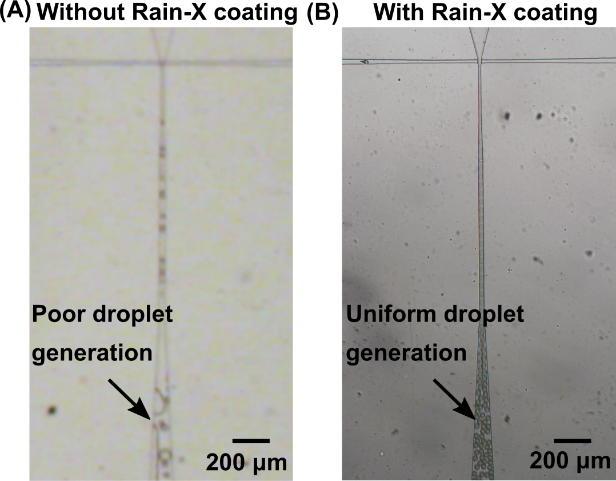 (A) Without Rain-X coating
(B) With Rain-X coating
Poor droplet
generation
200 µm
Uniform droplet
generation
200 µm